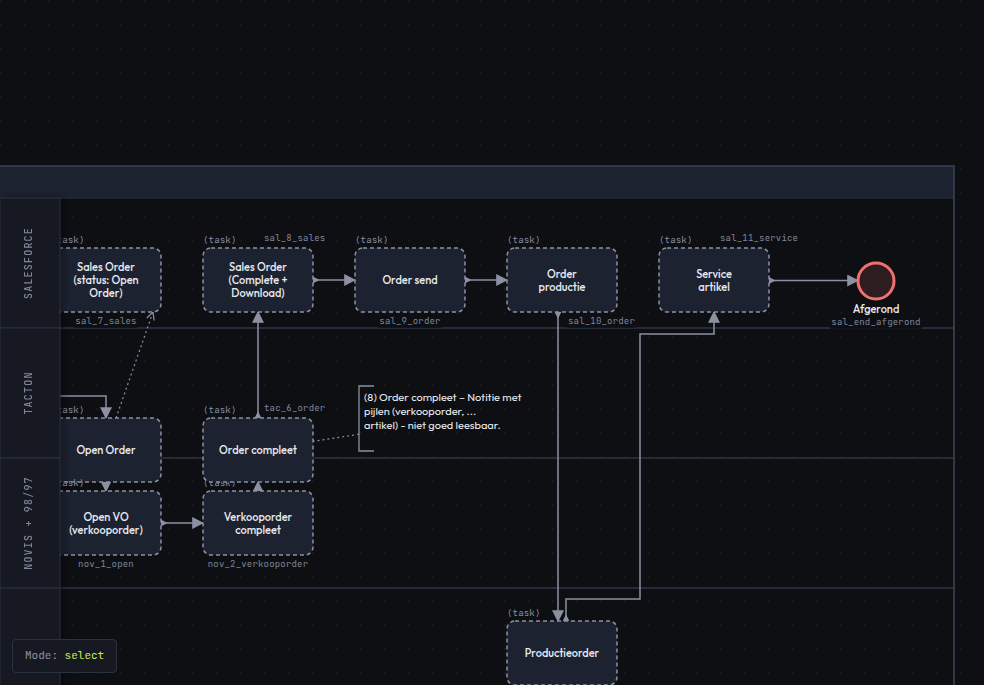 SALESFORCE
TACTON
NOVIS + 98/97
ask)
Sales Order
(status: Open
Order)
sal_7_sales
(task)
sal_8_sales
Sales Order
(Complete +
Download)
(task)
Order send
sal_9_order
(task)
Order
productie
sal_10_order
(task)
sal_11_service
Service
artikel
Afgerond
sal_end_afgerond
ask)
Open Order
(task)
tac_6_order
Order compleet
(8) Order compleet – Notitie met
pijlen (verkooporder, ...
artikel) - niet goed leesbaar.
ask)
Open VO
(verkooporder)
nov_1_open
(task)
Verkooporder
compleet
nov_2_verkooporder
(task)
Productieorder
Mode: select